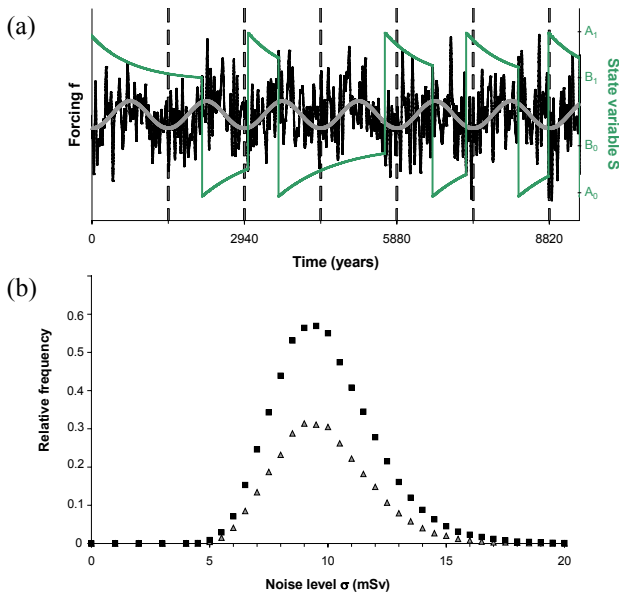 (a)
Forcing f
A1
B1
B0
A0
State variable S
0
2940
5880
8820
Time (years)
(b)
Relative frequency
0.6
0.5
0.4
0.3
0.2
0.1
0
0
5
10
15
20
Noise level σ (mSv)